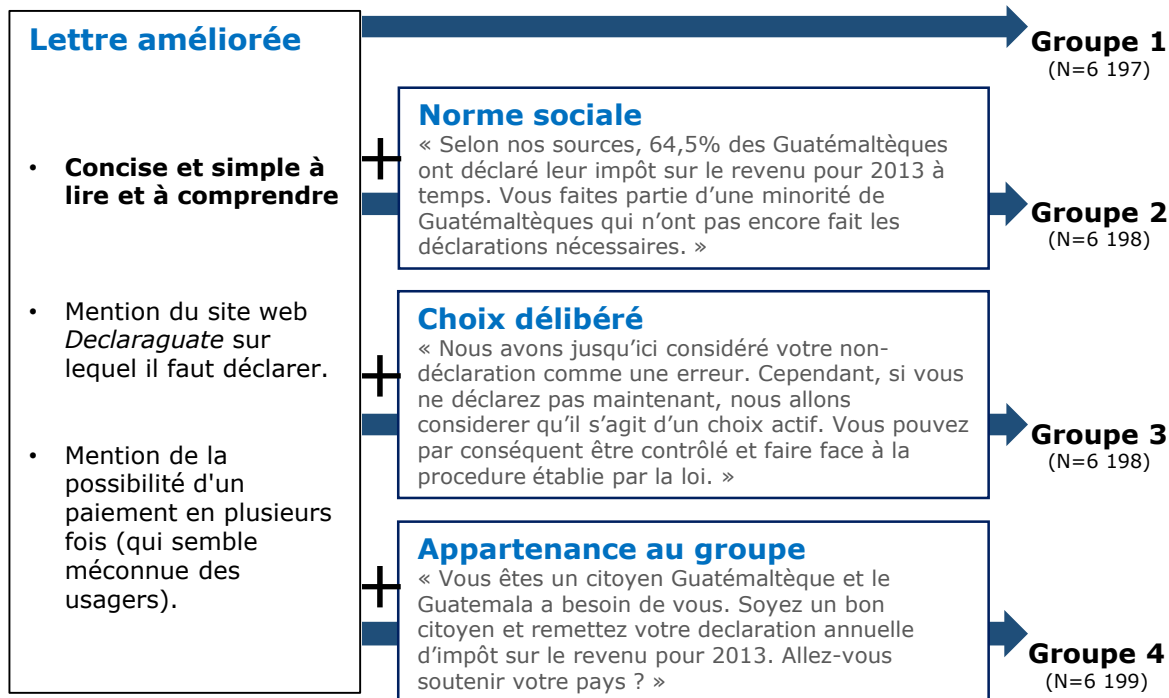 Lettre améliorée
• Concise et simple à
lire et à comprendre
• Mention du site web
Declaraguate sur
lequel il faut déclarer.
• Mention de la
possibilité d'un
paiement en plusieurs
fois (qui semble
méconnue des
usagers).
Groupe 1
(N=6 197)
+
Norme sociale
« Selon nos sources, 64,5% des Guatémaltèques
ont déclaré leur impôt sur le revenu pour 2013 à
temps. Vous faites partie d’une minorité de
Guatémaltèques qui n’ont pas encore fait les
déclarations nécessaires. »
Groupe 2
(N=6 198)
+
Choix délibéré
« Nous avons jusqu’ici considéré votre non-
déclaration comme une erreur. Cependant, si vous
ne déclarez pas maintenant, nous allons
considerer qu’il s’agit d’un choix actif. Vous pouvez
par conséquent être contrôlé et faire face à la
procedure établie par la loi. »
Groupe 3
(N=6 198)
+
Appartenance au groupe
« Vous êtes un citoyen Guatémaltèque et le
Guatemala a besoin de vous. Soyez un bon
citoyen et remettez votre declaration annuelle
d’impôt sur le revenu pour 2013. Allez-vous
soutenir votre pays ? »
Groupe 4
(N=6 199)